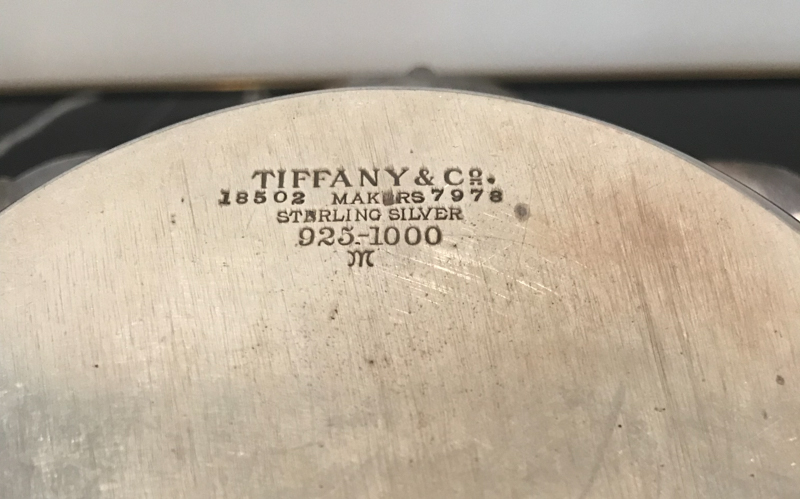 TIFFANY & Co.
18502 MAKERS 7978
STERLING SILVER
925-1000
M